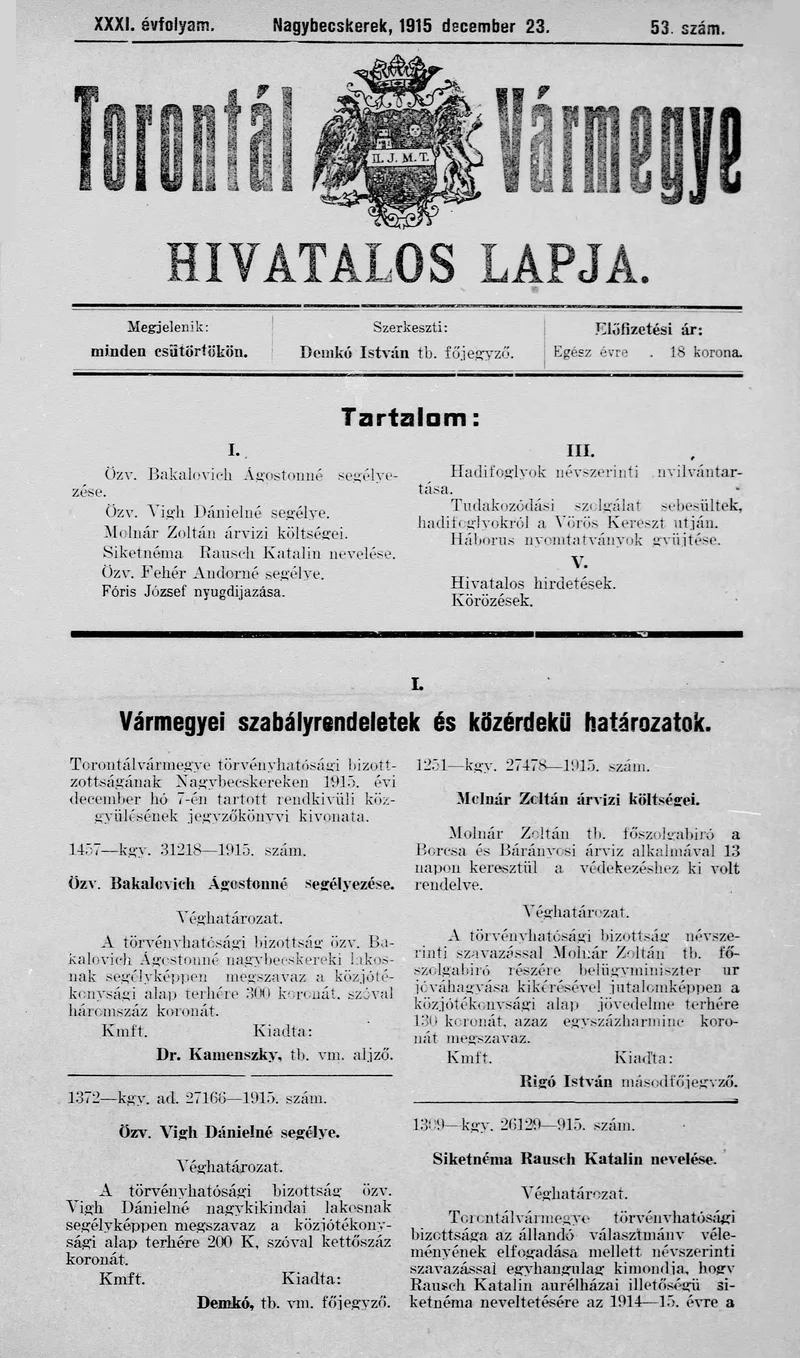 XXXI. évfolyam. Nagybecskerek, 1915 december 23. 53. szám.
Torontál Vármegye
II. J. M. T.
HIVATALOS LAPJA.
Megjelenik:
minden csütörtökön.
Szerkeszti:
Demkó István tb. főjegyző.
Előfizetési ár:
Egész évre . 18 korona.
Tartalom:
I.
Özv. Bakalovich Ágostonné segélye-
zése.
Özv. Vigh Dánielné segélye.
Molnár Zoltán árvizi költségei.
Siketnéma Rausch Katalin nevelése.
Özv. Fehér Andorné segélye.
Fóris József nyugdijazása.
III.
Hadifoglyok névszerinti nyilvántar-
tása.
Tudakozódási szolgálat sebesültek,
hadifoglyokról a Vörös Kereszt utján.
Háborus nyomtatványok gyüjtése.
V.
Hivatalos hirdetések.
Körözések.
I.
Vármegyei szabályrendeletek és közérdekü határozatok.
Torontálvármegye törvényhatósági bizott-
zottságának Nagybecskereken 1915. évi
december hó 7-én tartott rendkivüli köz-
gyülésének jegyzőkönyvi kivonata.
1457—kgy. 31218—1915. szám.
Özv. Bakalovich Ágostonné segélyezése.
Véghatározat.
A törvényhatósági bizottság özv. Ba-
kalovich Ágostonné nagybecskereki lakos-
nak segélyképpen megszavaz a közjóté-
konysági alap terhére 300 koronát, szóval
háromszáz koronát.
Kmft. Kiadta:
Dr. Kamenszky, tb. vm. aljző.
1372—kgy. ad. 27166—1915. szám.
Özv. Vigh Dánielné segélye.
Véghatározat.
A törvényhatósági bizottság özv.
Vigh Dánielné nagykikindai lakosnak
segélyképpen megszavaz a közjótékony-
sági alap terhére 200 K, szóval kettőszáz
koronát.
Kmft. Kiadta:
Demkó, tb. vm. főjegyző.
1251—kgy. 27478—1915. szám.
Molnár Zoltán árvizi költségei.
Molnár Zoltán tb. főszolgabiró a
Borcsa és Bárányosi árviz alkalmával 13
napon keresztül a védekezéshez ki volt
rendelve.
Véghatározat.
A törvényhatósági bizottság névsze-
rinti szavazással Molnár Zoltán tb. fő-
szolgabiró részére belügyminiszter ur
jóváhagyása kikérésével jutalomképpen a
közjótékonysági alap jövedelme terhére
130 koronát, azaz egyszázharminc koro-
nát megszavaz.
Kmft. Kiadta:
Rigó István másodfőjegyző.
1309—kgy. 26129—915. szám.
Siketnéma Rausch Katalin nevelése.
Véghatározat.
Torontálvármegye törvényhatósági
bizottsága az állandó választmány véle-
ményének elfogadása mellett névszerinti
szavazással egyhangulag kimondja, hogy
Rausch Katalin aurélházai illetőségü si-
ketnéma neveltetésére az 1914—15. évre a